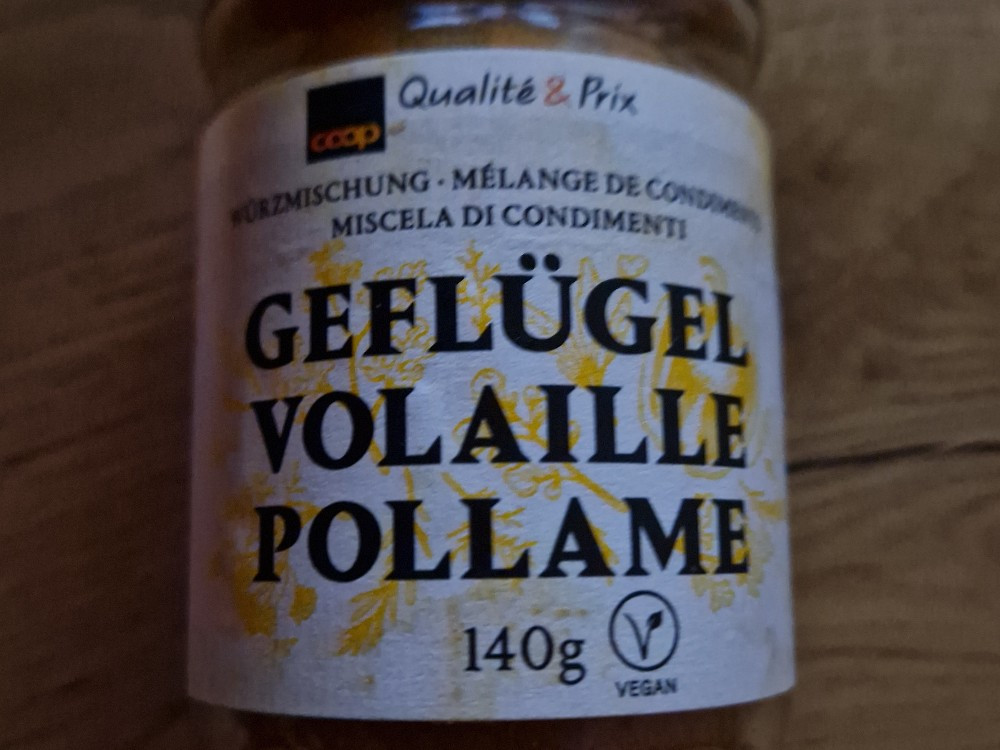 coop
Qualité & Prix
WÜRZMISCHUNG · MÉLANGE DE CONDIMENTS
MISCELA DI CONDIMENTI
GEFLÜGEL
VOLAILLE
POLLAME
140g
VEGAN